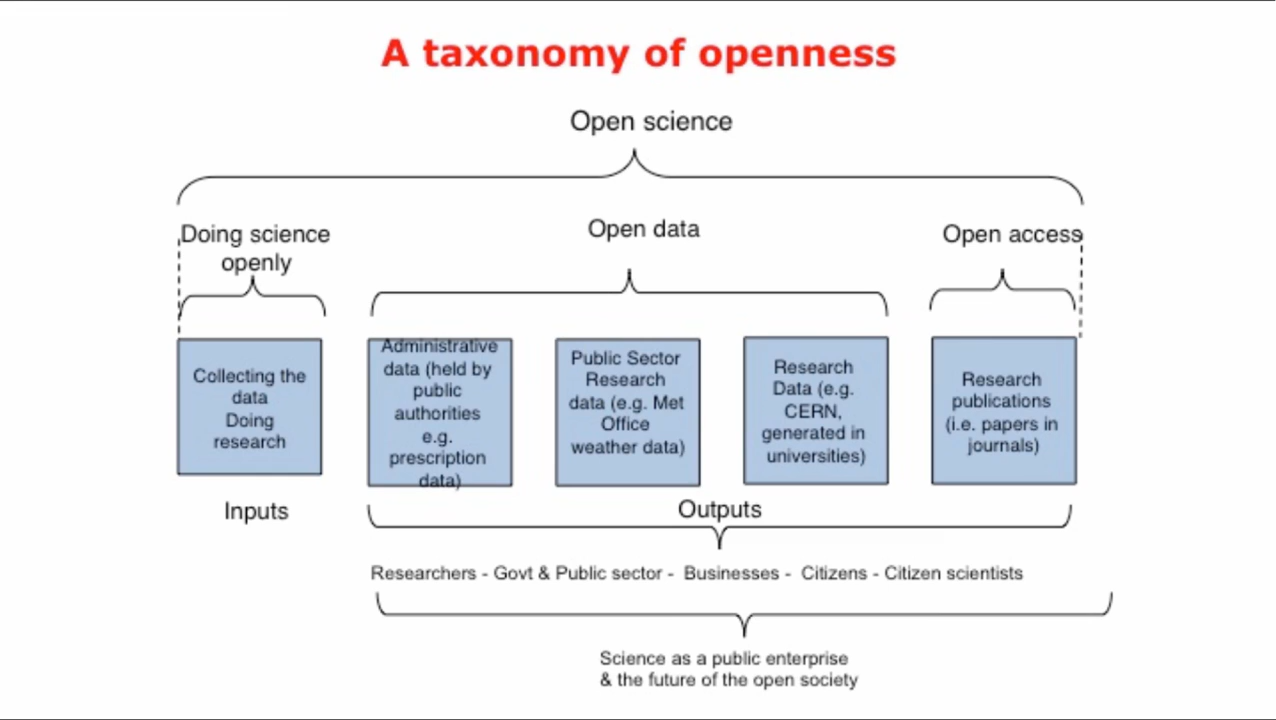 A taxonomy of openness
Open science
Doing science
openly
Open data
Open access
Collecting the
data
Doing
research
Administrative
data (held by
public
authorities
e.g.
prescription
data)
Public Sector
Research
data (e.g. Met
Office
weather data)
Research
Data (e.g.
CERN,
generated in
universities)
Research
publications
(i.e. papers in
journals)
Inputs
Outputs
Researchers - Govt & Public sector - Businesses - Citizens - Citizen scientists
Science as a public enterprise
& the future of the open society